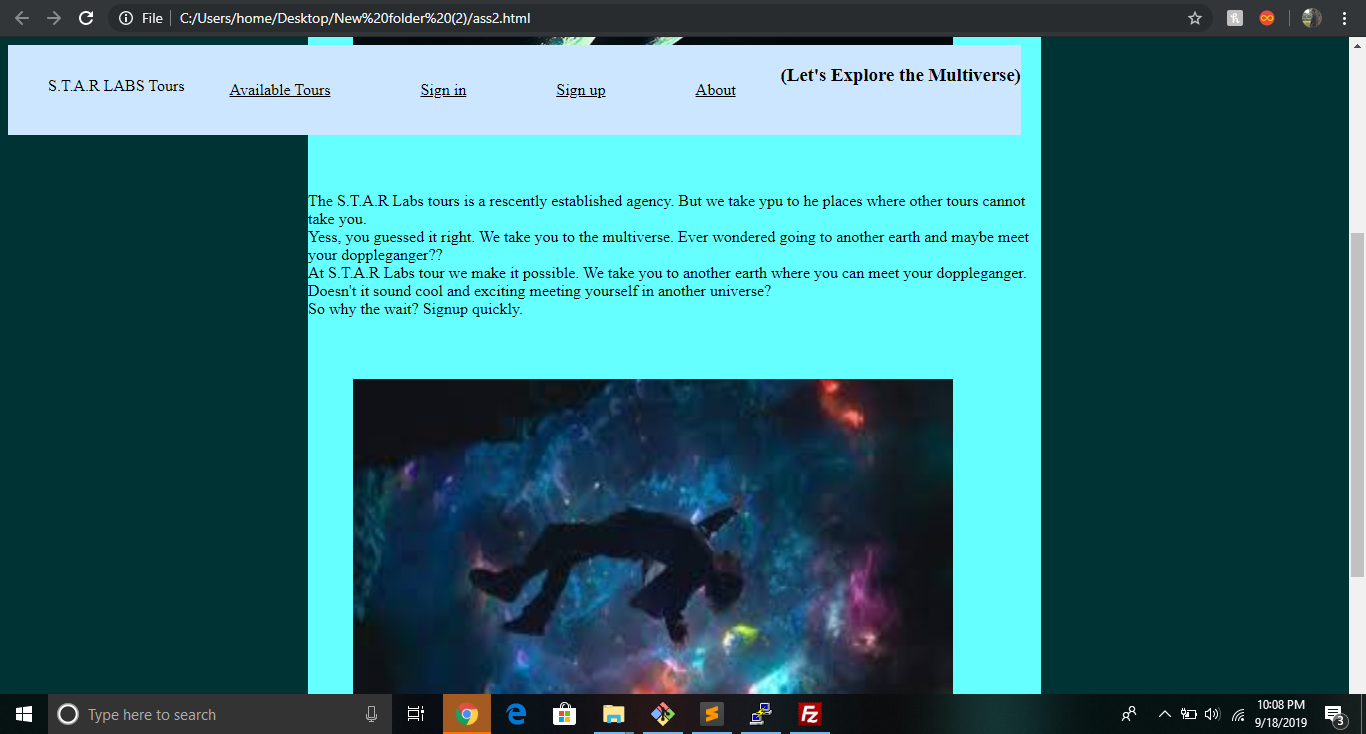 File
C:/Users/home/Desktop/New%20folder%20(2)/ass2.html
S.T.A.R LABS Tours Available Tours Sign in Sign up About (Let's Explore the Multiverse)
The S.T.A.R Labs tours is a rescently established agency. But we take ypu to he places where other tours cannot
take you.
Yess, you guessed it right. We take you to the multiverse. Ever wondered going to another earth and maybe meet
your doppleganger??
At S.T.A.R Labs tour we make it possible. We take you to another earth where you can meet your doppleganger.
Doesn't it sound cool and exciting meeting yourself in another universe?
So why the wait? Signup quickly.
Type here to search
10:08 PM
9/18/2019
3